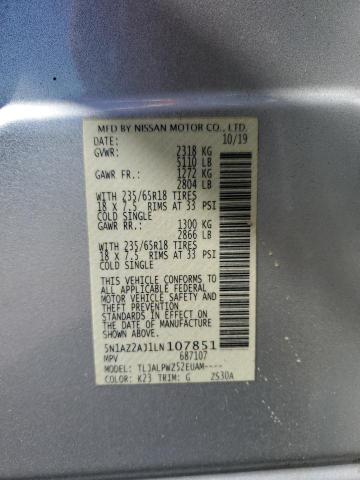 MFD BY NISSAN MOTOR CO., LTD.
DATE: 10/19
GVWR: 2318 KG
5110 LB
GAWR FR.: 1272 KG
2804 LB
WITH 235/65R18 TIRES
18 X 7.5 RIMS AT 33 PSI
COLD SINGLE
GAWR RR.: 1300 KG
2866 LB
WITH 235/65R18 TIRES
18 X 7.5 RIMS AT 33 PSI
COLD SINGLE
THIS VEHICLE CONFORMS TO
ALL APPLICABLE FEDERAL
MOTOR VEHICLE SAFETY
AND THEFT PREVENTION
STANDARDS IN EFFECT ON
THE DATE OF MANUFACTURE
SHOWN ABOVE.
5N1AZ2AJ1LN107851
MPV 687107
MODEL: TLJALPWZ52EUAM----
COLOR: K23 TRIM: G 2530A